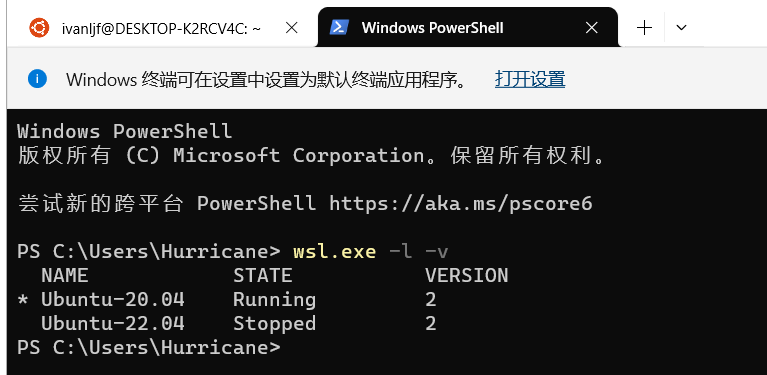 ivanljf@DESKTOP-K2RCV4C: ~
Windows PowerShell
Windows 终端可在设置中设置为默认终端应用程序。 打开设置
Windows PowerShell
版权所有 (C) Microsoft Corporation。保留所有权利。
尝试新的跨平台 PowerShell https://aka.ms/pscore6
PS C:\Users\Hurricane> wsl.exe -l -v
NAME STATE VERSION
* Ubuntu-20.04 Running 2
Ubuntu-22.04 Stopped 2
PS C:\Users\Hurricane>